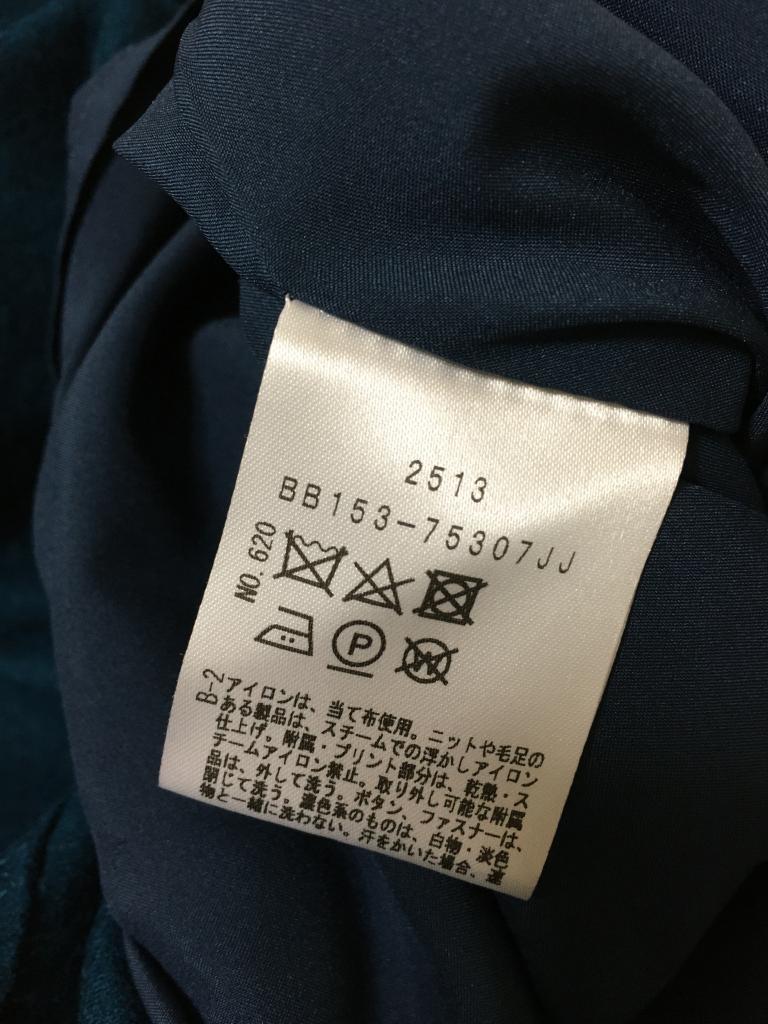 2513
BB153-75307JJ
NO.620
P
W
B-2
アイロンは、当て布使用。ニットや毛足の
ある製品は、スチームでの浮かしアイロン
仕上げ。附属・プリント部分は、乾熱・ス
チームアイロン禁止。取り外し可能な附属
品は、外して洗う。ボタン、ファスナーは、
閉じて洗う。濃色系のものは、白物・淡色
物と一緒に洗わない。汗をかいた場合、速